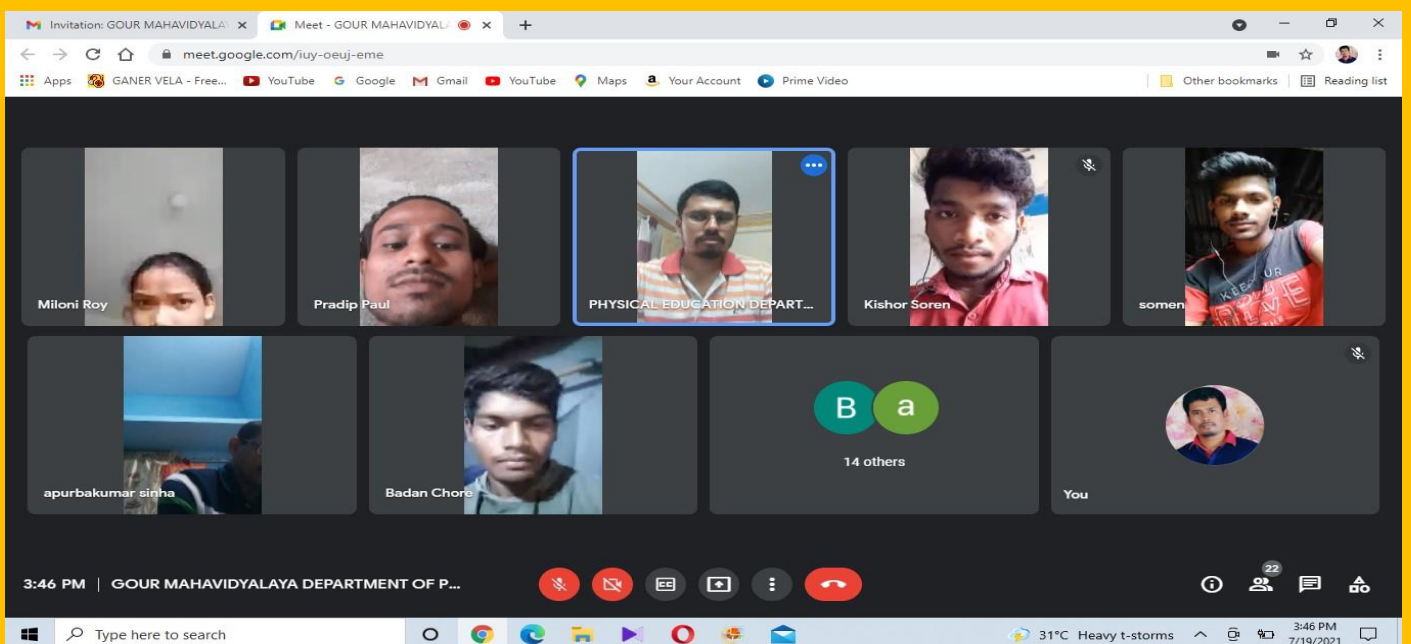 Invitation: GOUR MAHAVIDYALA
Meet - GOUR MAHAVIDYAL
meet.google.com/iuy-oeuj-eme
Apps GANER VELA - Free... YouTube Google Gmail YouTube Maps Your Account Prime Video Other bookmarks Reading list
Miloni Roy
Pradip Paul
PHYSICAL EDUCATION DEPART...
Kishor Soren
somen
KEEP UR
apurbakumar sinha
Badan Chore
B a
14 others
You
3:46 PM | GOUR MAHAVIDYALAYA DEPARTMENT OF P...
CC
22
Type here to search
31°C Heavy t-storms
3:46 PM
7/19/2021